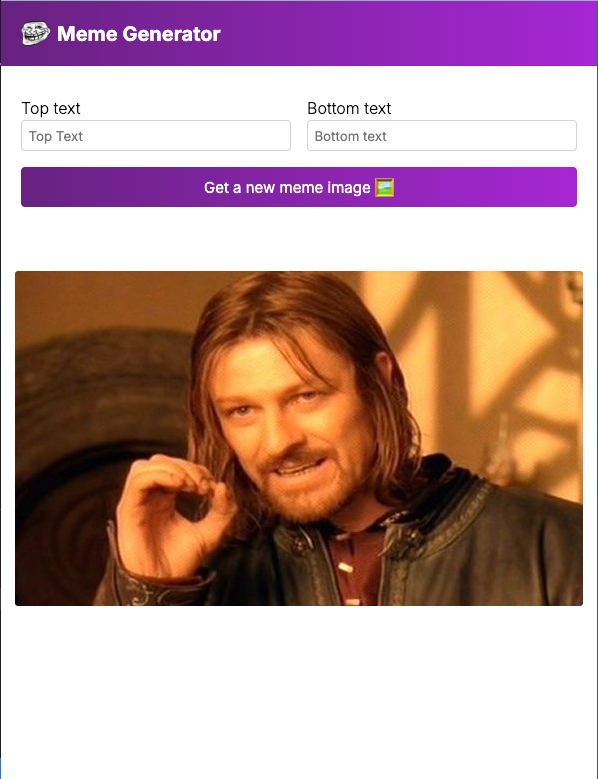 Meme Generator
Top text
Bottom text
Top Text
Bottom text
Get a new meme image